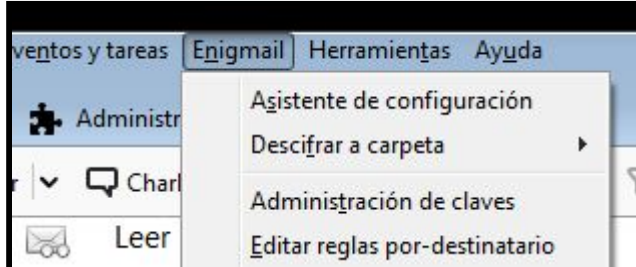 ventos y tareas Enigmail Herramientas Ayuda
Asistente de configuración
Administr
Descifrar a carpeta
Charl
Administración de claves
Leer
Editar reglas por-destinatario